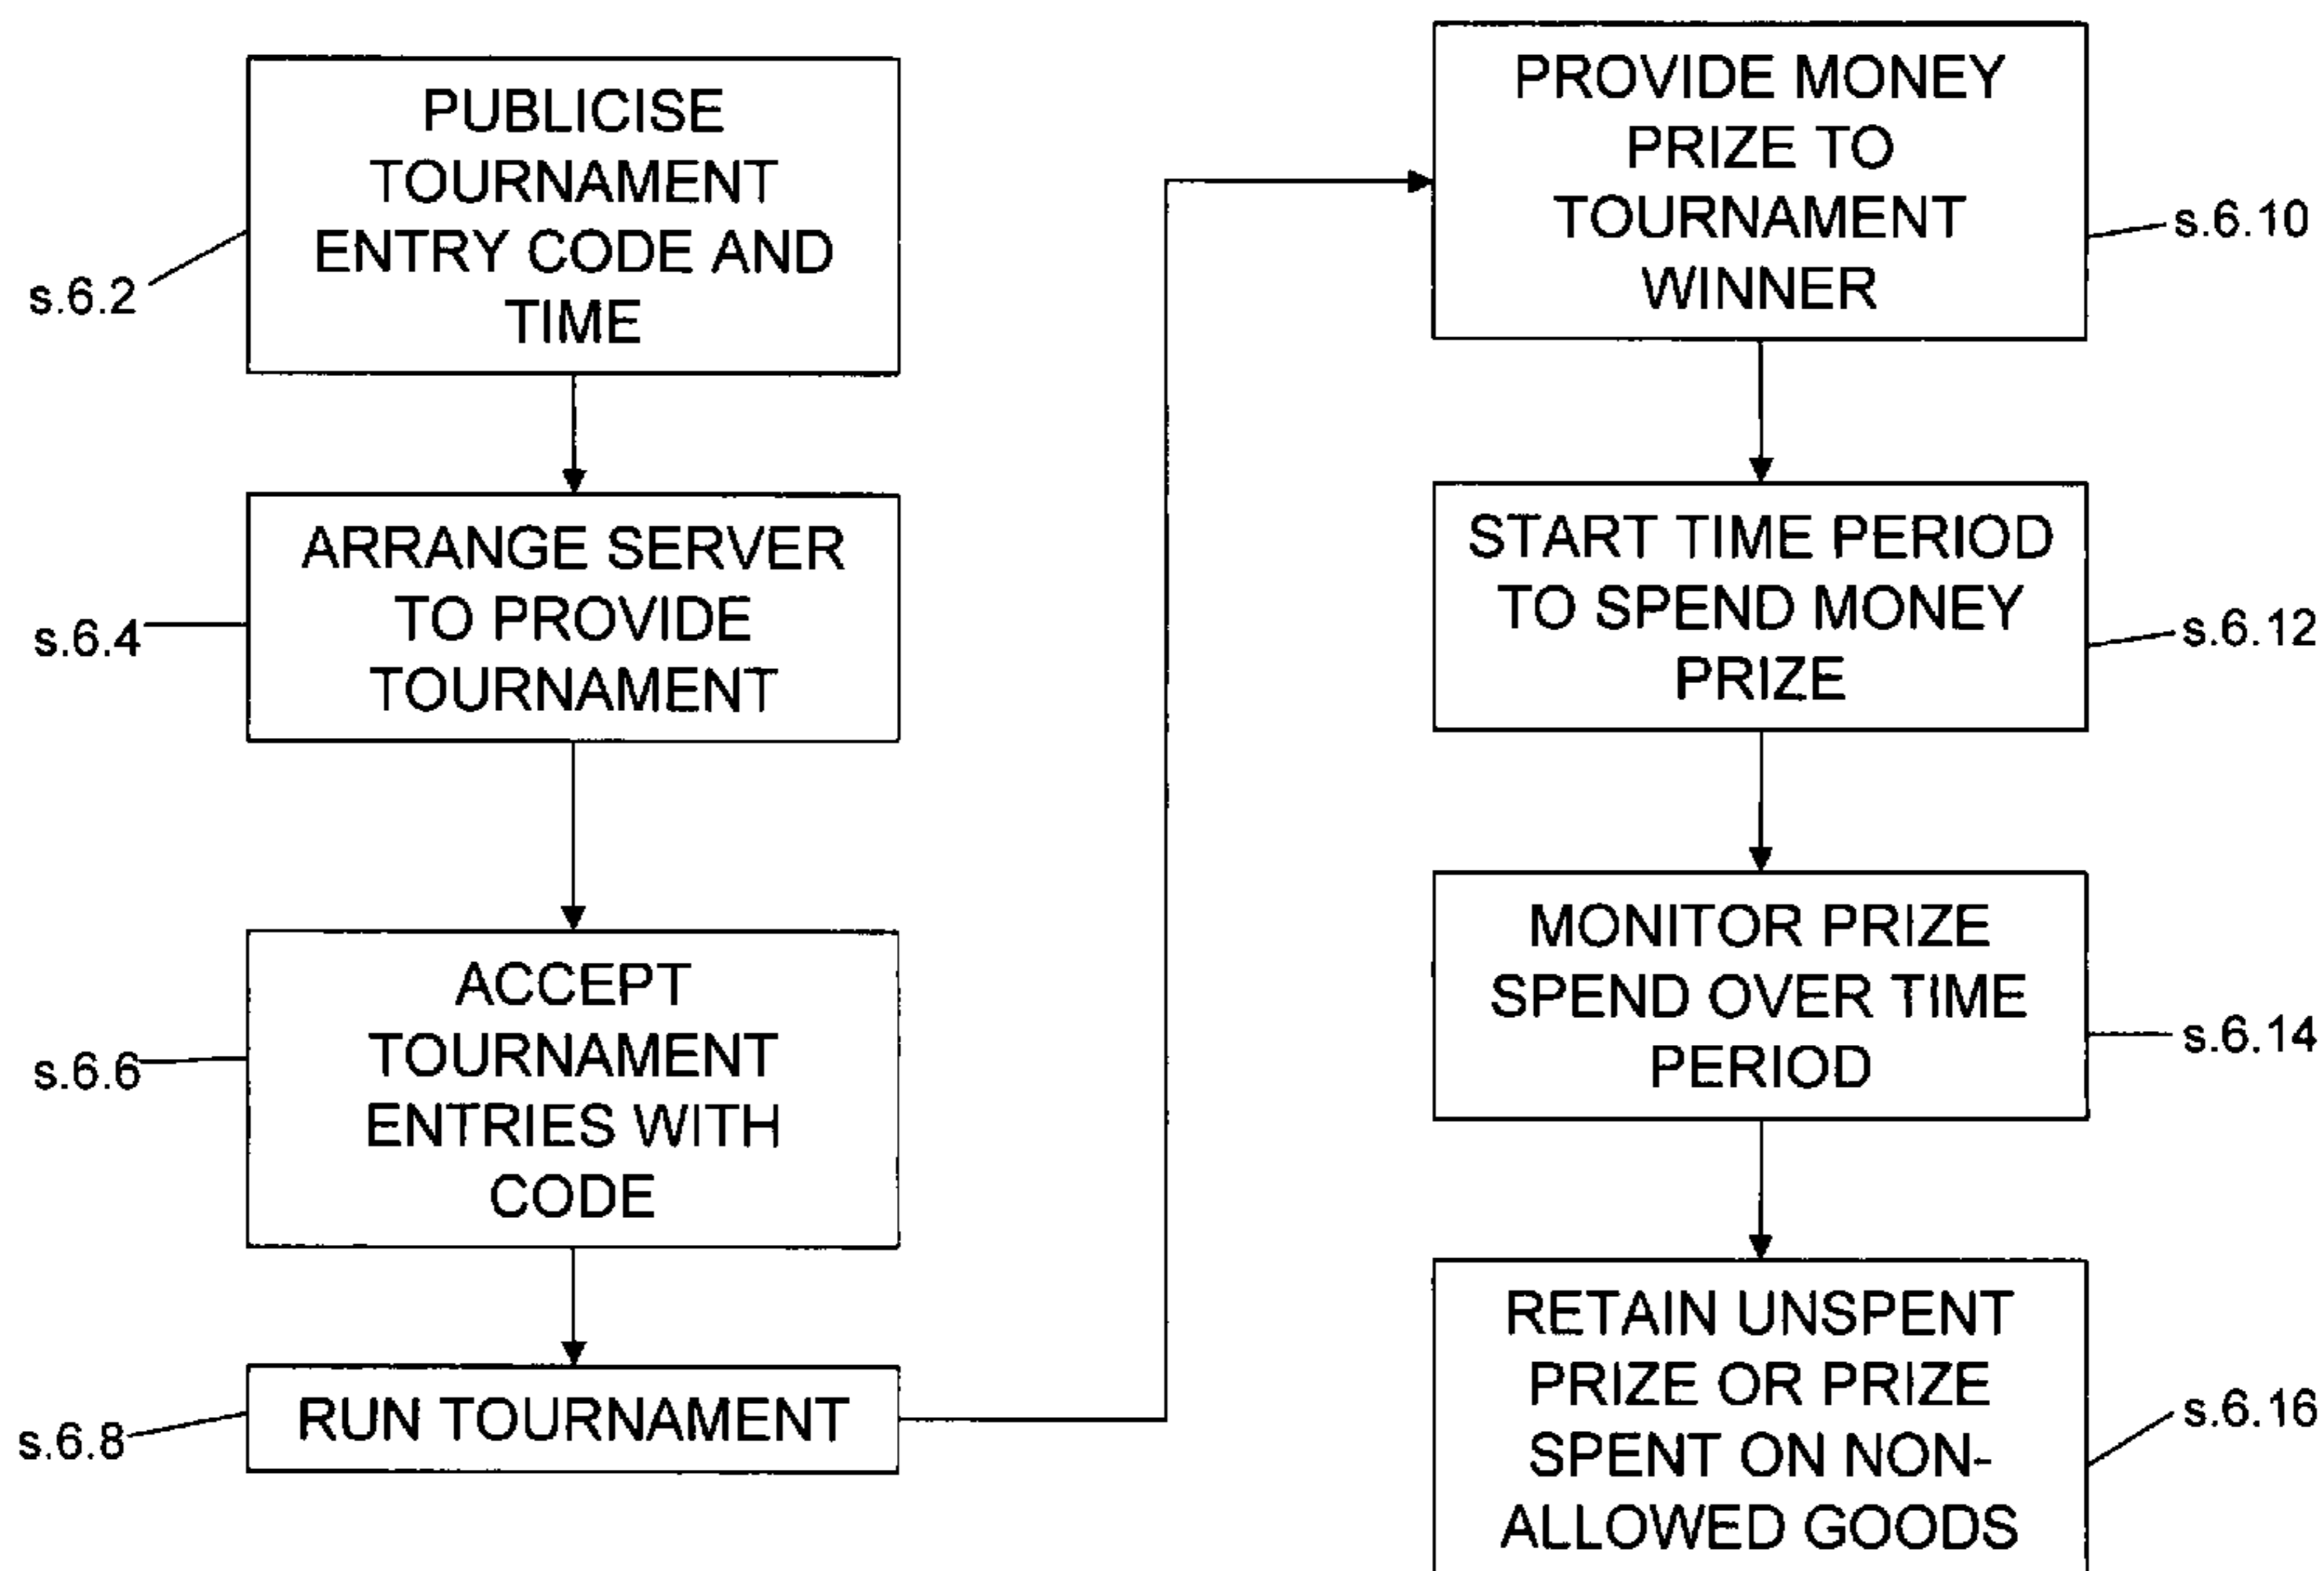 PUBLICISE
TOURNAMENT
ENTRY CODE AND
TIME
s.6.2
ARRANGE SERVER
TO PROVIDE
TOURNAMENT
s.6.4
ACCEPT
TOURNAMENT
ENTRIES WITH
CODE
s.6.6
RUN TOURNAMENT
s.6.8
PROVIDE MONEY
PRIZE TO
TOURNAMENT
WINNER
s.6.10
START TIME PERIOD
TO SPEND MONEY
PRIZE
s.6.12
MONITOR PRIZE
SPEND OVER TIME
PERIOD
s.6.14
RETAIN UNSPENT
PRIZE OR PRIZE
SPENT ON NON-
ALLOWED GOODS
s.6.16